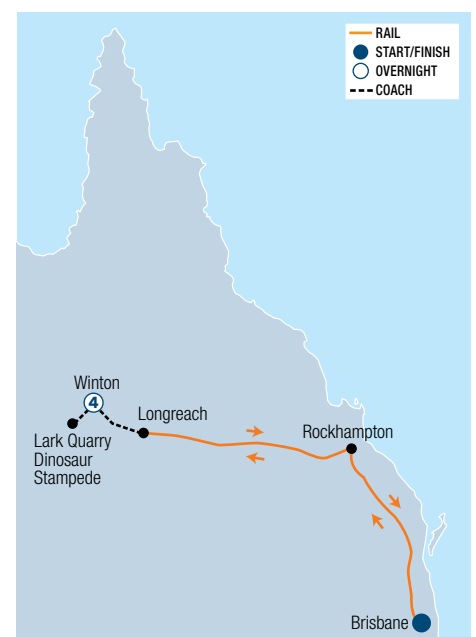 RAIL
START/FINISH
OVERNIGHT
COACH
Winton
4
Longreach
Lark Quarry
Dinosaur
Stampede
Rockhampton
Brisbane